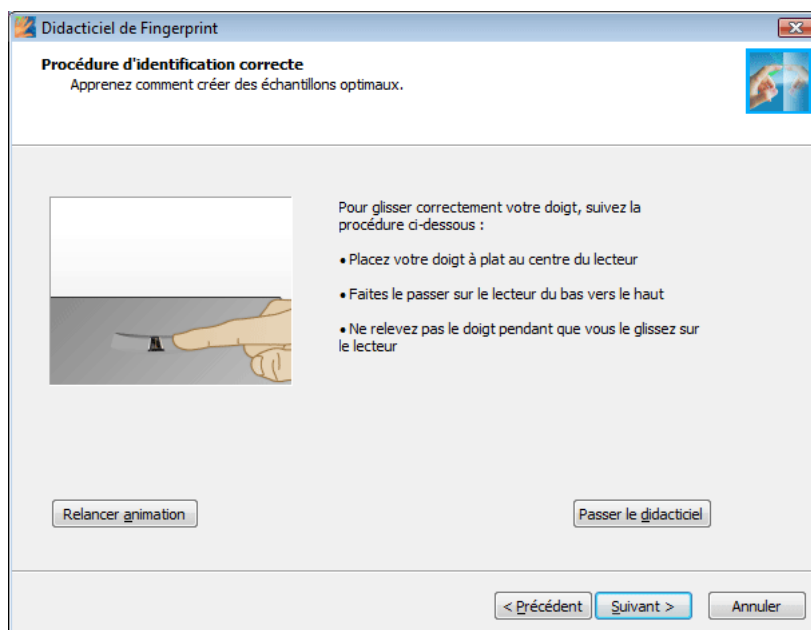 Didacticiel de Fingerprint
Procédure d'identification correcte
Apprenez comment créer des échantillons optimaux.
Pour glisser correctement votre doigt, suivez la
procédure ci-dessous :
• Placez votre doigt à plat au centre du lecteur
• Faites le passer sur le lecteur du bas vers le haut
• Ne relevez pas le doigt pendant que vous le glissez sur
le lecteur
Relancer animation
Passer le didacticiel
< Précédent
Suivant >
Annuler